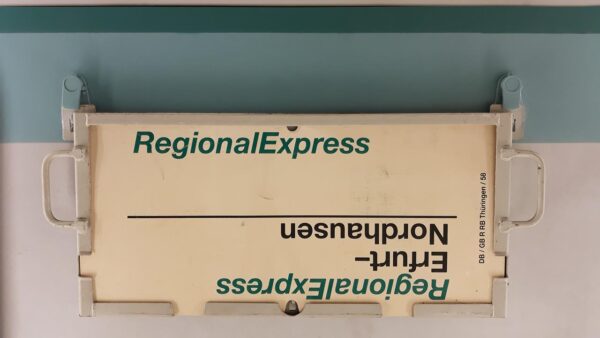 RegionalExpress
RegionalExpress
Erfurt–
Nordhausen
DB / GB R RB Thüringen / 58